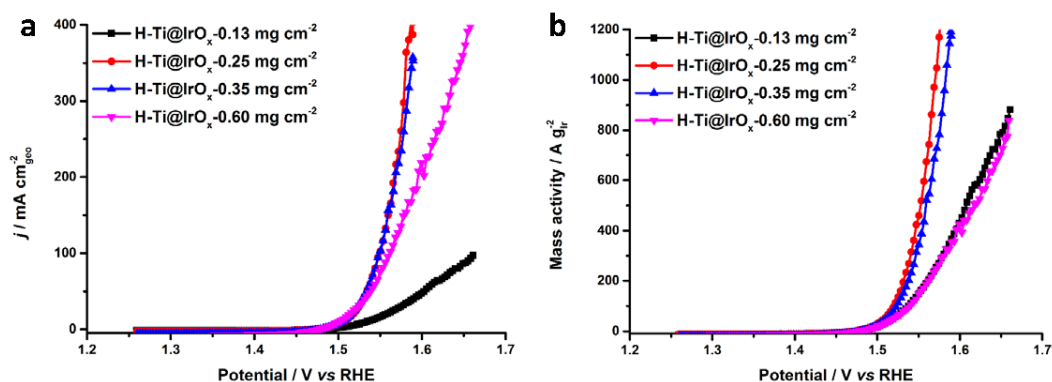 a
400
300
200
100
0
j / mA cm⁻²geo
H-Ti@IrOx-0.13 mg cm⁻²
H-Ti@IrOx-0.25 mg cm⁻²
H-Ti@IrOx-0.35 mg cm⁻²
H-Ti@IrOx-0.60 mg cm⁻²
1.2 1.3 1.4 1.5 1.6 1.7
Potential / V vs RHE
b
1200
1000
800
600
400
200
0
Mass activity / A g⁻²Ir
H-Ti@IrOx-0.13 mg cm⁻²
H-Ti@IrOx-0.25 mg cm⁻²
H-Ti@IrOx-0.35 mg cm⁻²
H-Ti@IrOx-0.60 mg cm⁻²
1.2 1.3 1.4 1.5 1.6 1.7
Potential / V vs RHE